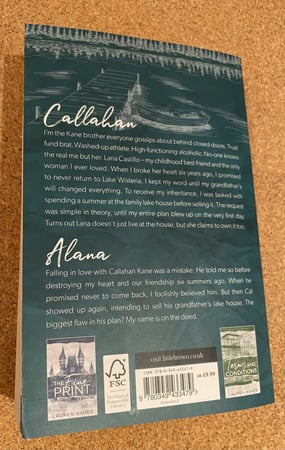 Callahan
I'm the Kane brother everyone gossips about behind closed doors. Trust
fund brat. Washed-up athlete. High-functioning alcoholic. No-one knows
the real me but her. Lana Castillo – my childhood best friend and the only
woman I ever loved. When I broke her heart six years ago, I promised
to never return to Lake Wisteria. I kept my word until my grandfather's
will changed everything. To receive my inheritance, I was tasked with
spending a summer at the family lake house before selling it. The request
was simple in theory, until my entire plan blew up on the very first day.
Turns out Lana doesn't just live at the house, but she claims to own it too.
Alana
Falling in love with Callahan Kane was a mistake. He told me so before
destroying my heart and our friendship six summers ago. When he
promised never to come back, I foolishly believed him. But then Cal
showed up again, intending to sell his grandfather's lake house. The
biggest flaw in his plan? My name is on the deed.
THE Fine
PRINT
LAUREN ASHER
FSC
visit littlebrown.co.uk
UK £9.99
9 780349 433479 >
Terms AND
CONDITIONS
LAUREN ASHER